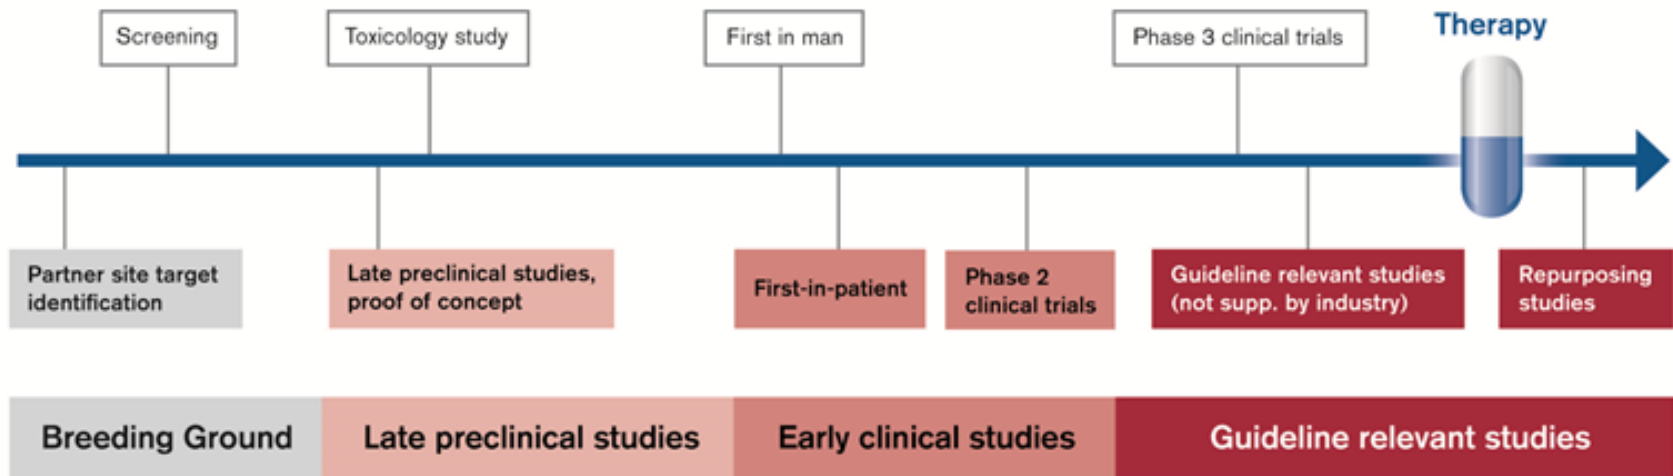 Screening
Toxicology study
First in man
Phase 3 clinical trials
Therapy
Partner site target
identification
Late preclinical studies,
proof of concept
First-in-patient
Phase 2
clinical trials
Guideline relevant studies
(not supp. by industry)
Repurposing
studies
Breeding Ground
Late preclinical studies
Early clinical studies
Guideline relevant studies